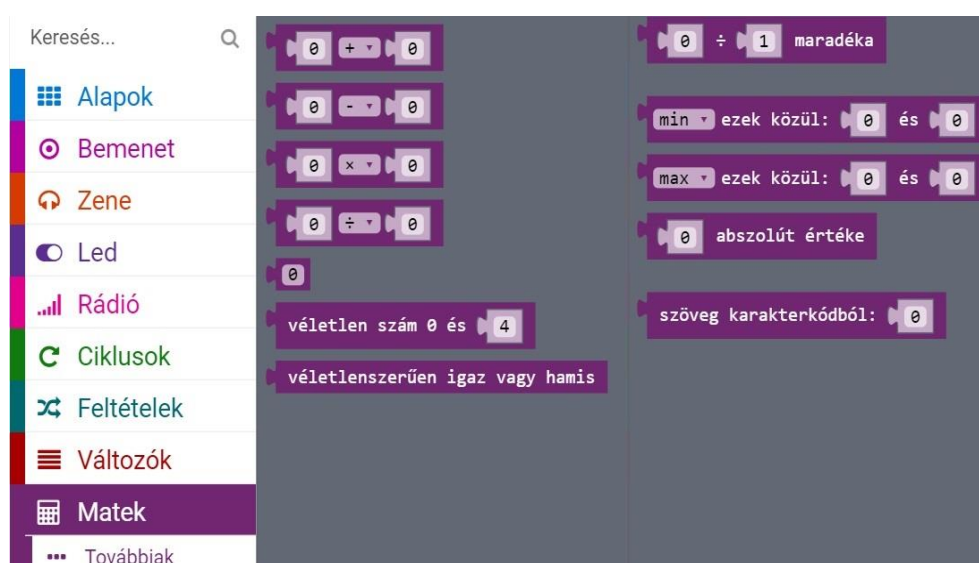 Keresés...
Alapok
Bemenet
Zene
Led
Rádió
Ciklusok
Feltételek
Változók
Matek
Továbbiak
0 + 0
0 - 0
0 × 0
0 ÷ 0
0
véletlen szám 0 és 4
véletlenszerűen igaz vagy hamis
0 ÷ 1 maradéka
min ezek közül: 0 és 0
max ezek közül: 0 és 0
0 abszolút értéke
szöveg karakterkódból: 0